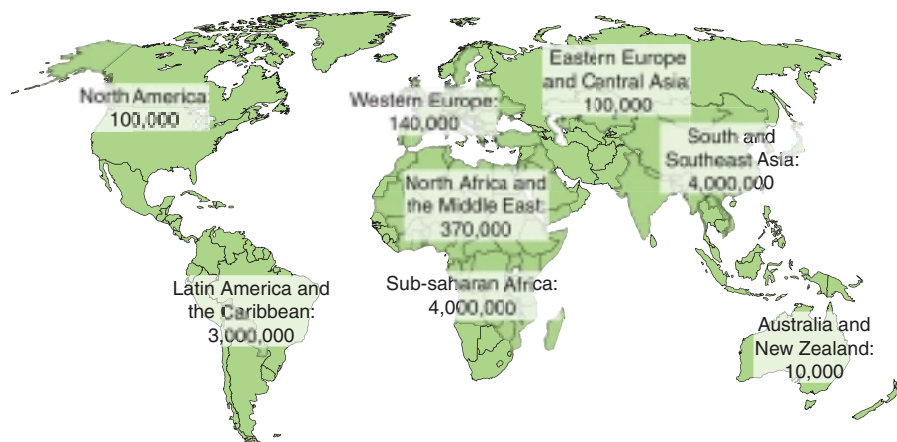 North America:
100,000
Western Europe:
140,000
Eastern Europe
and Central Asia:
100,000
South and
Southeast Asia:
4,000,000
North Africa and
the Middle East:
370,000
Latin America and
the Caribbean:
3,000,000
Sub-saharan Africa:
4,000,000
Australia and
New Zealand:
10,000